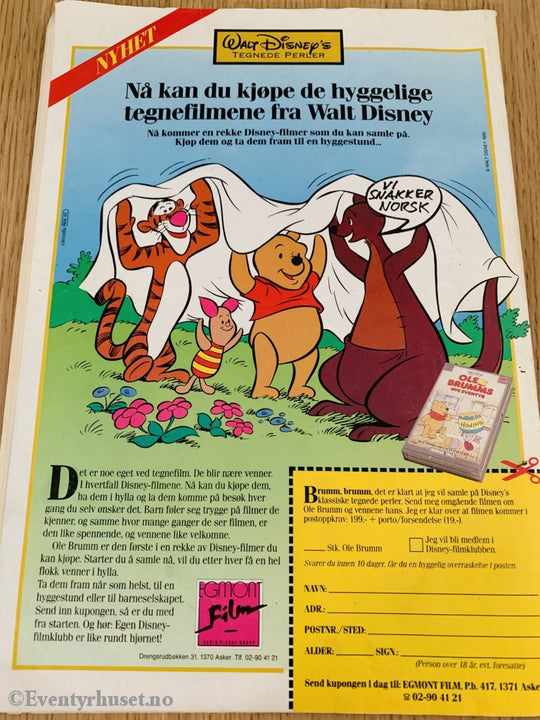 NYHET
WALT DISNEY'S
TEGNEDE PERLER
Nå kan du kjøpe de hyggelige
tegnefilmene fra Walt Disney
Nå kommer en rekke Disney-filmer som du kan samle på.
Kjøp dem og ta dem fram til en hyggestund...
© WALT DISNEY 1990
VI
SNAKKER
NORSK
OLE
BRUMMS
NYE EVENTYR
Det er noe eget ved tegnefilm. De blir nære venner.
I hvertfall Disney-filmene. Nå kan du kjøpe dem,
ha dem i hylla og la dem komme på besøk hver
gang du selv ønsker det. Barn føler seg trygge på filmer de
kjenner, og samme hvor mange ganger de ser filmen, er
den like spennende, og vennene like velkomne.
Ole Brumm er den første i en rekke av Disney-filmer du
kan kjøpe. Starter du å samle nå, vil du etter hver få en hel
flokk venner i hylla.
Ta dem fram når som helst, til en
hyggestund eller til barneselskapet.
Send inn kupongen, så er du med
fra starten. Og hør: Egen Disney-
filmklubb er like rundt hjørnet!
EGMONT
Film
Drengsrudbekken 31, 1370 Asker. Tlf. 02-90 41 21
Brumm, brumm, det er klart at jeg vil samle på Disney's
klassiske tegnede perler. Send meg omgående filmen om
Ole Brumm og vennene hans. Jeg er klar over at filmen kommer i
postoppkrav: 199,- + porto/forsendelse (19,-).
Stk. Ole Brumm
Jeg vil bli medlem i
Disney-filmklubben.
Svarer du innen 10 dager, får du en hyggelig overraskelse i posten.
NAVN:
ADR.:
POSTNR./STED:
ALDER: SIGN.:
(Person over 18 år, evt. foresatte)
Send kupongen i dag til: EGMONT FILM, P.b. 417, 1371 Asker
☎ 02-90 41 21
©Eventyrhuset.no